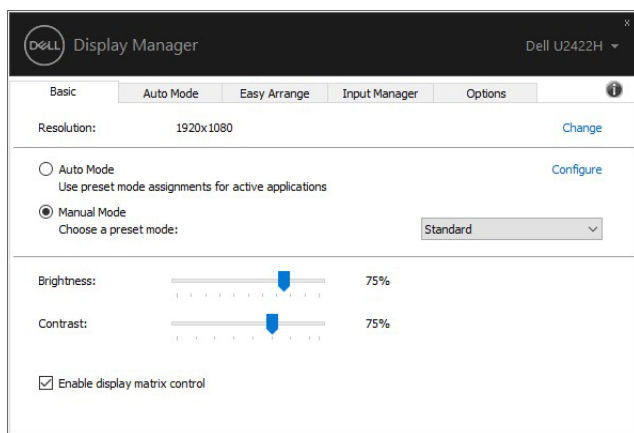 x
DELL Display Manager Dell U2422H
Basic Auto Mode Easy Arrange Input Manager Options i
Resolution: 1920x1080 Change
Auto Mode Configure
Use preset mode assignments for active applications
Manual Mode
Choose a preset mode: Standard
Brightness: 75%
Contrast: 75%
Enable display matrix control